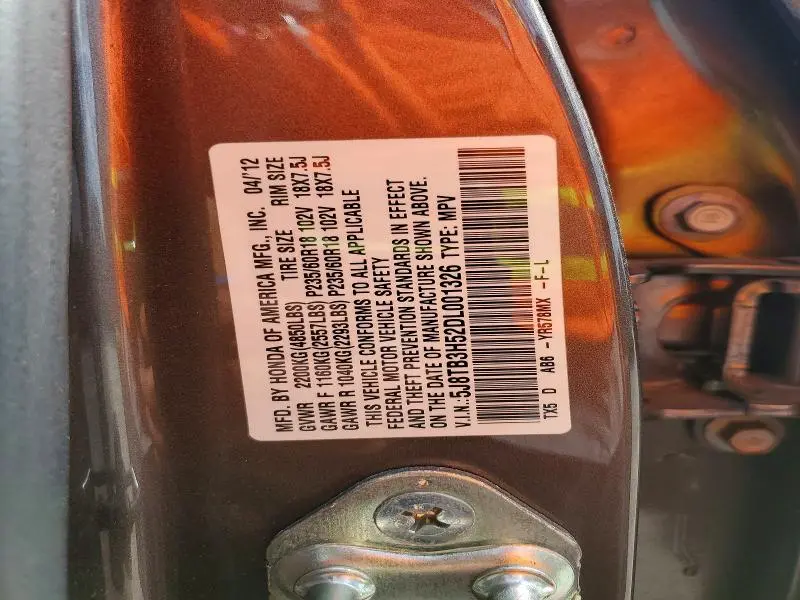 MFD. BY HONDA OF AMERICA MFG., INC. 04/12
GVWR 2200KG(4850LBS) TIRE SIZE RIM SIZE
GAWR F 1160KG(2557LBS) P235/60R18 102V 18X7.5J
GAWR R 1040KG(2293LBS) P235/60R18 102V 18X7.5J
THIS VEHICLE CONFORMS TO ALL APPLICABLE
FEDERAL MOTOR VEHICLE SAFETY
AND THEFT PREVENTION STANDARDS IN EFFECT
ON THE DATE OF MANUFACTURE SHOWN ABOVE.
V.I.N.:5J8TB3H52DL001326 TYPE: MPV
TX5 D AB6 -YR578MX -F-L